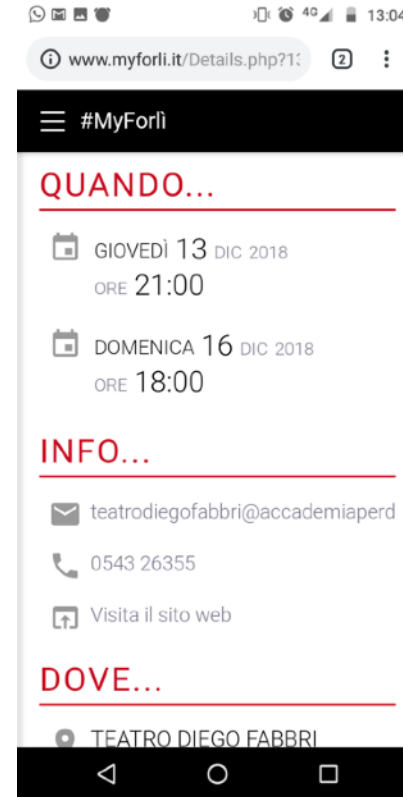 4G 13:04
www.myforli.it/Details.php?13
2
#MyForlì
QUANDO...
GIOVEDÌ 13 DIC 2018
ORE 21:00
DOMENICA 16 DIC 2018
ORE 18:00
INFO...
teatrodiegofabbri@accademiaperd
0543 26355
Visita il sito web
DOVE...
TEATRO DIEGO FABBRI